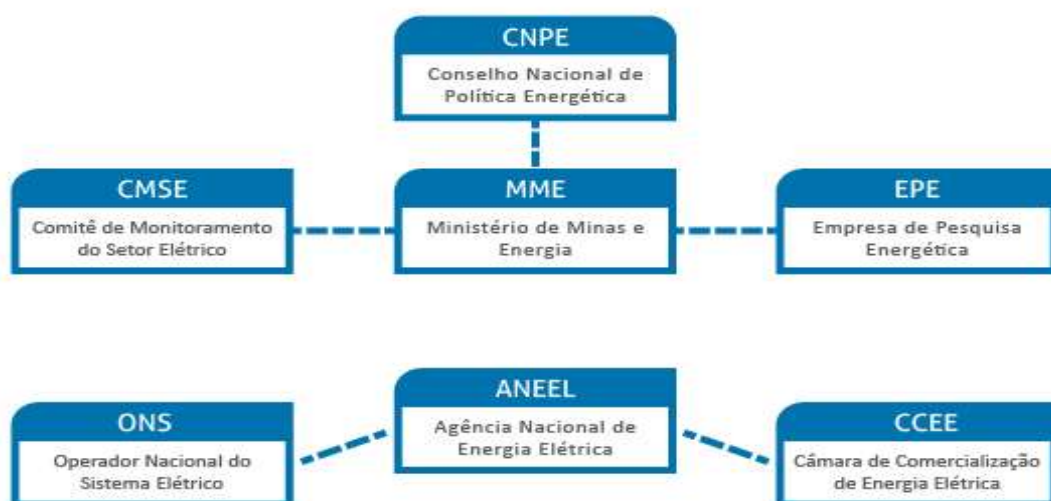 CNPE
Conselho Nacional de
Política Energética
CMSE
Comitê de Monitoramento
do Setor Elétrico
MME
Ministério de Minas e
Energia
EPE
Empresa de Pesquisa
Energética
ONS
Operador Nacional do
Sistema Elétrico
ANEEL
Agência Nacional de
Energia Elétrica
CCEE
Câmara de Comercialização
de Energia Elétrica